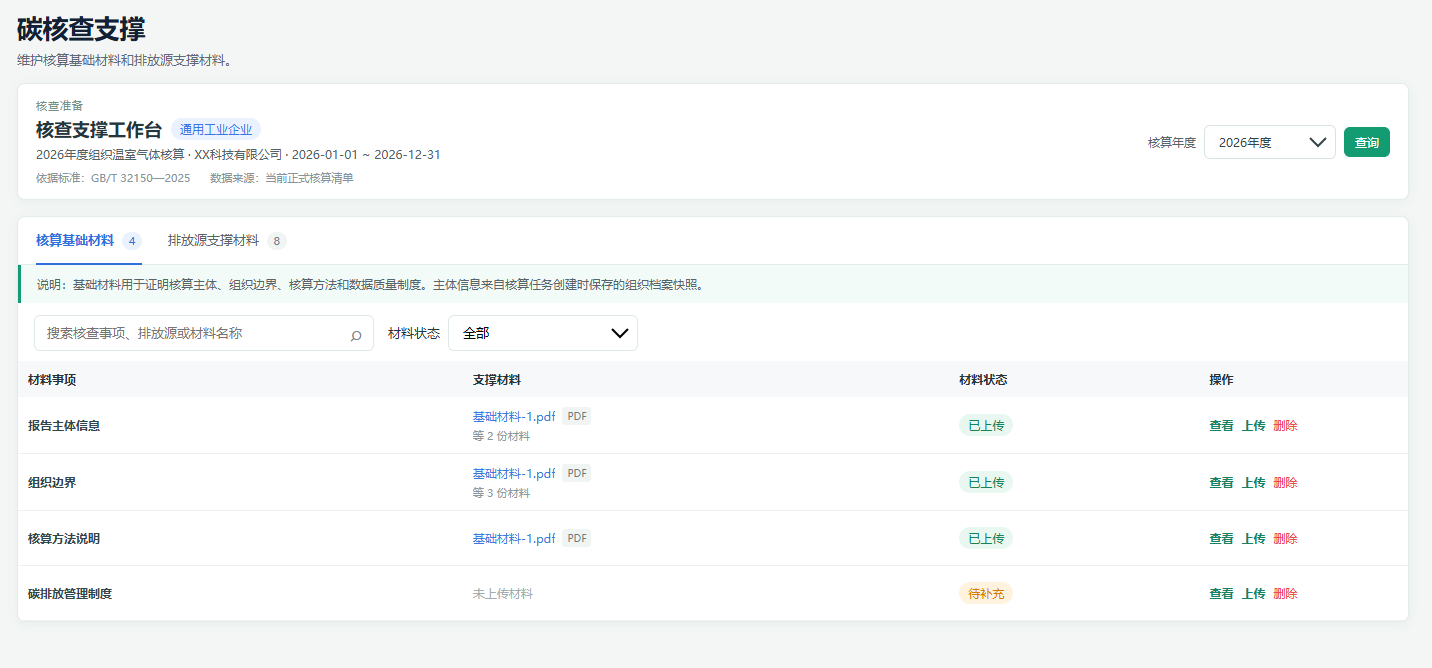 碳核查支撑
维护核算基础材料和排放源支撑材料。
核查准备
核查支撑工作台 通用工业企业
2026年度组织温室气体核算 · XX科技有限公司 · 2026-01-01 ~ 2026-12-31
依据标准：GB/T 32150—2025 数据来源：当前正式核算清单
核算年度 2026年度 查询
核算基础材料 4 排放源支撑材料 8
说明：基础材料用于证明核算主体、组织边界、核算方法和数据质量制度。主体信息来自核算任务创建时保存的组织档案快照。
搜索核查事项、排放源或材料名称 材料状态 全部
材料事项 支撑材料 材料状态 操作
报告主体信息 基础材料-1.pdf PDF 已上传 查看 上传 删除
等 2 份材料
组织边界 基础材料-1.pdf PDF 已上传 查看 上传 删除
等 3 份材料
核算方法说明 基础材料-1.pdf PDF 已上传 查看 上传 删除
碳排放管理制度 未上传材料 待补充 查看 上传 删除